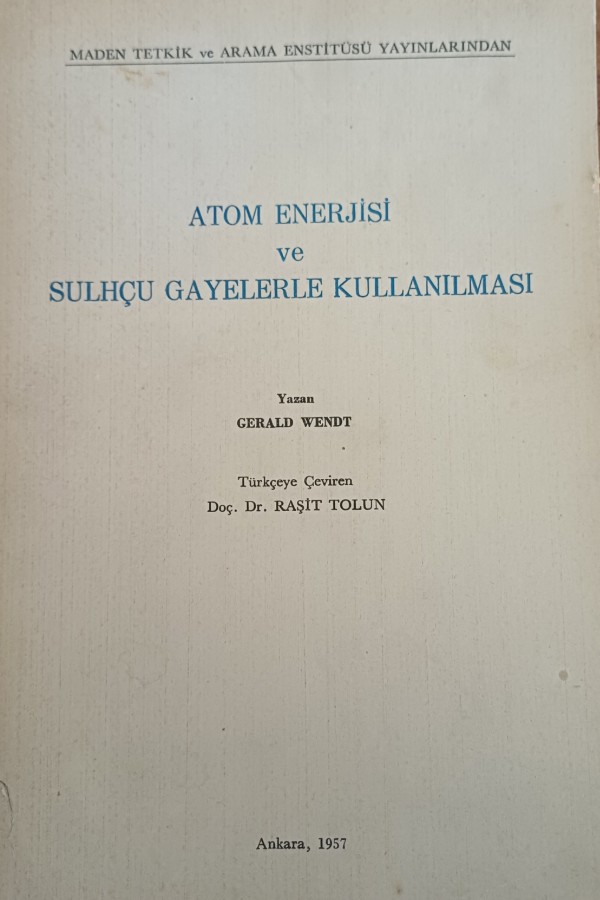 MADEN TETKİK ve ARAMA ENSTİTÜSÜ YAYINLARINDAN
ATOM ENERJİSİ
ve
SULHÇU GAYELERLE KULLANILMASI
Yazan
GERALD WENDT
Türkçeye Çeviren
Doç. Dr. RAŞİT TOLUN
Ankara, 1957